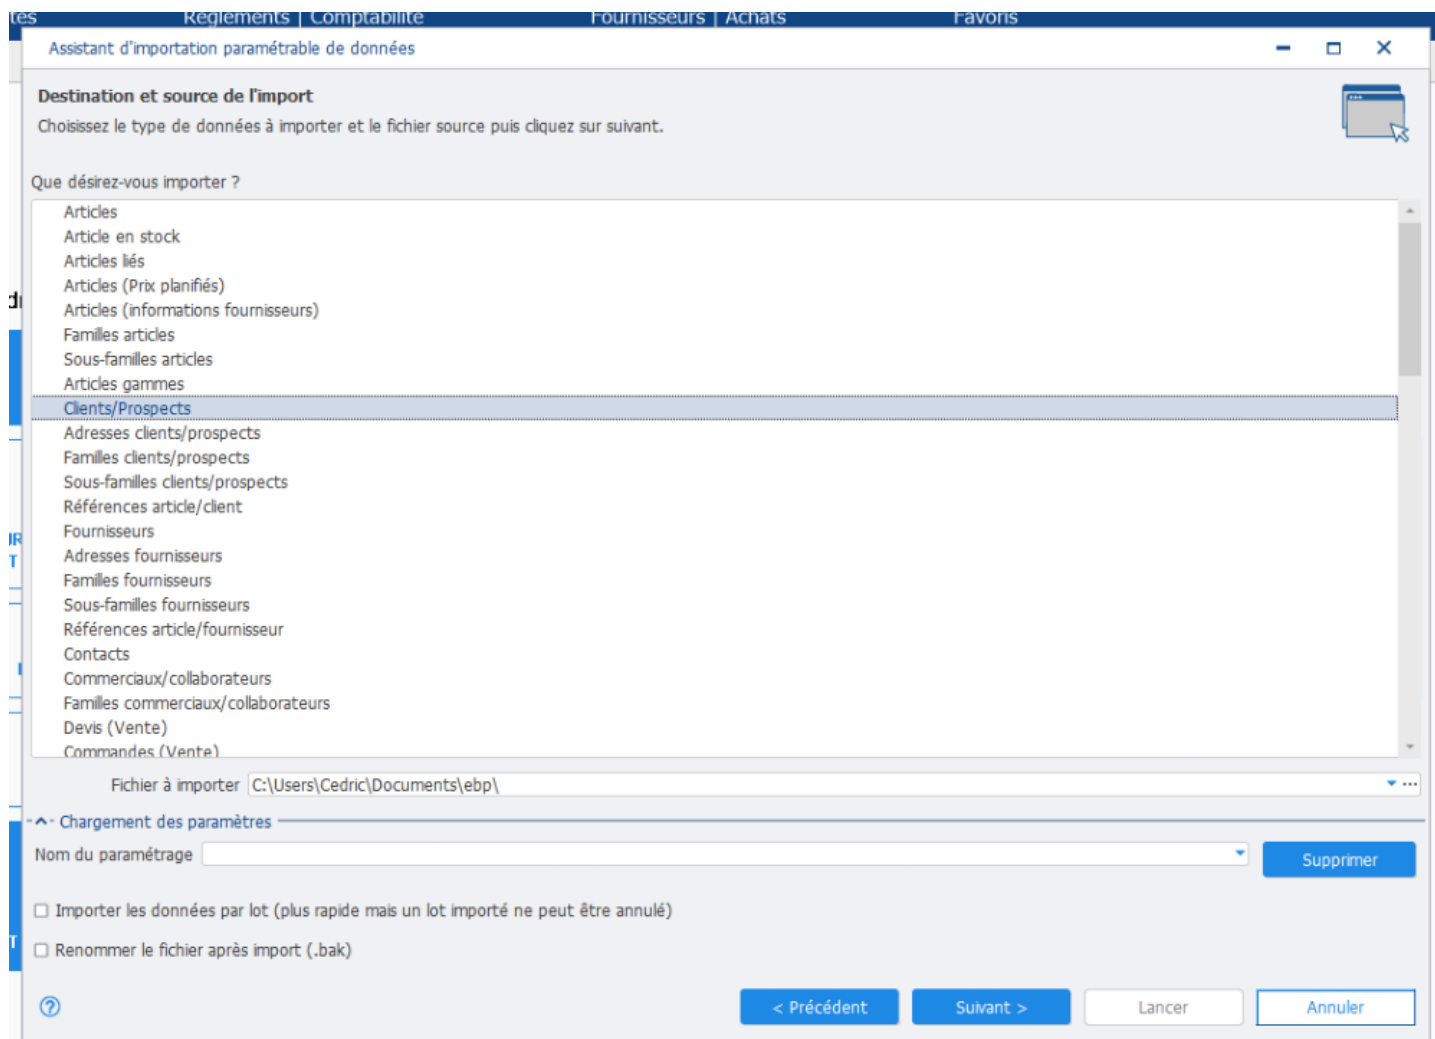 Règlements | Comptabilité Fournisseurs | Achats Favoris
Assistant d'importation paramétrable de données
Destination et source de l'import
Choisissez le type de données à importer et le fichier source puis cliquez sur suivant.
Que désirez-vous importer ?
Articles
Article en stock
Articles liés
Articles (Prix planifiés)
Articles (informations fournisseurs)
Familles articles
Sous-familles articles
Articles gammes
Clients/Prospects
Adresses clients/prospects
Familles clients/prospects
Sous-familles clients/prospects
Références article/client
Fournisseurs
Adresses fournisseurs
Familles fournisseurs
Sous-familles fournisseurs
Références article/fournisseur
Contacts
Commerciaux/collaborateurs
Familles commerciaux/collaborateurs
Devis (Vente)
Commandes (Vente)
Fichier à importer C:\Users\Cedric\Documents\ebp\
Chargement des paramètres
Nom du paramétrage Supprimer
Importer les données par lot (plus rapide mais un lot importé ne peut être annulé)
Renommer le fichier après import (.bak)
< Précédent Suivant > Lancer Annuler